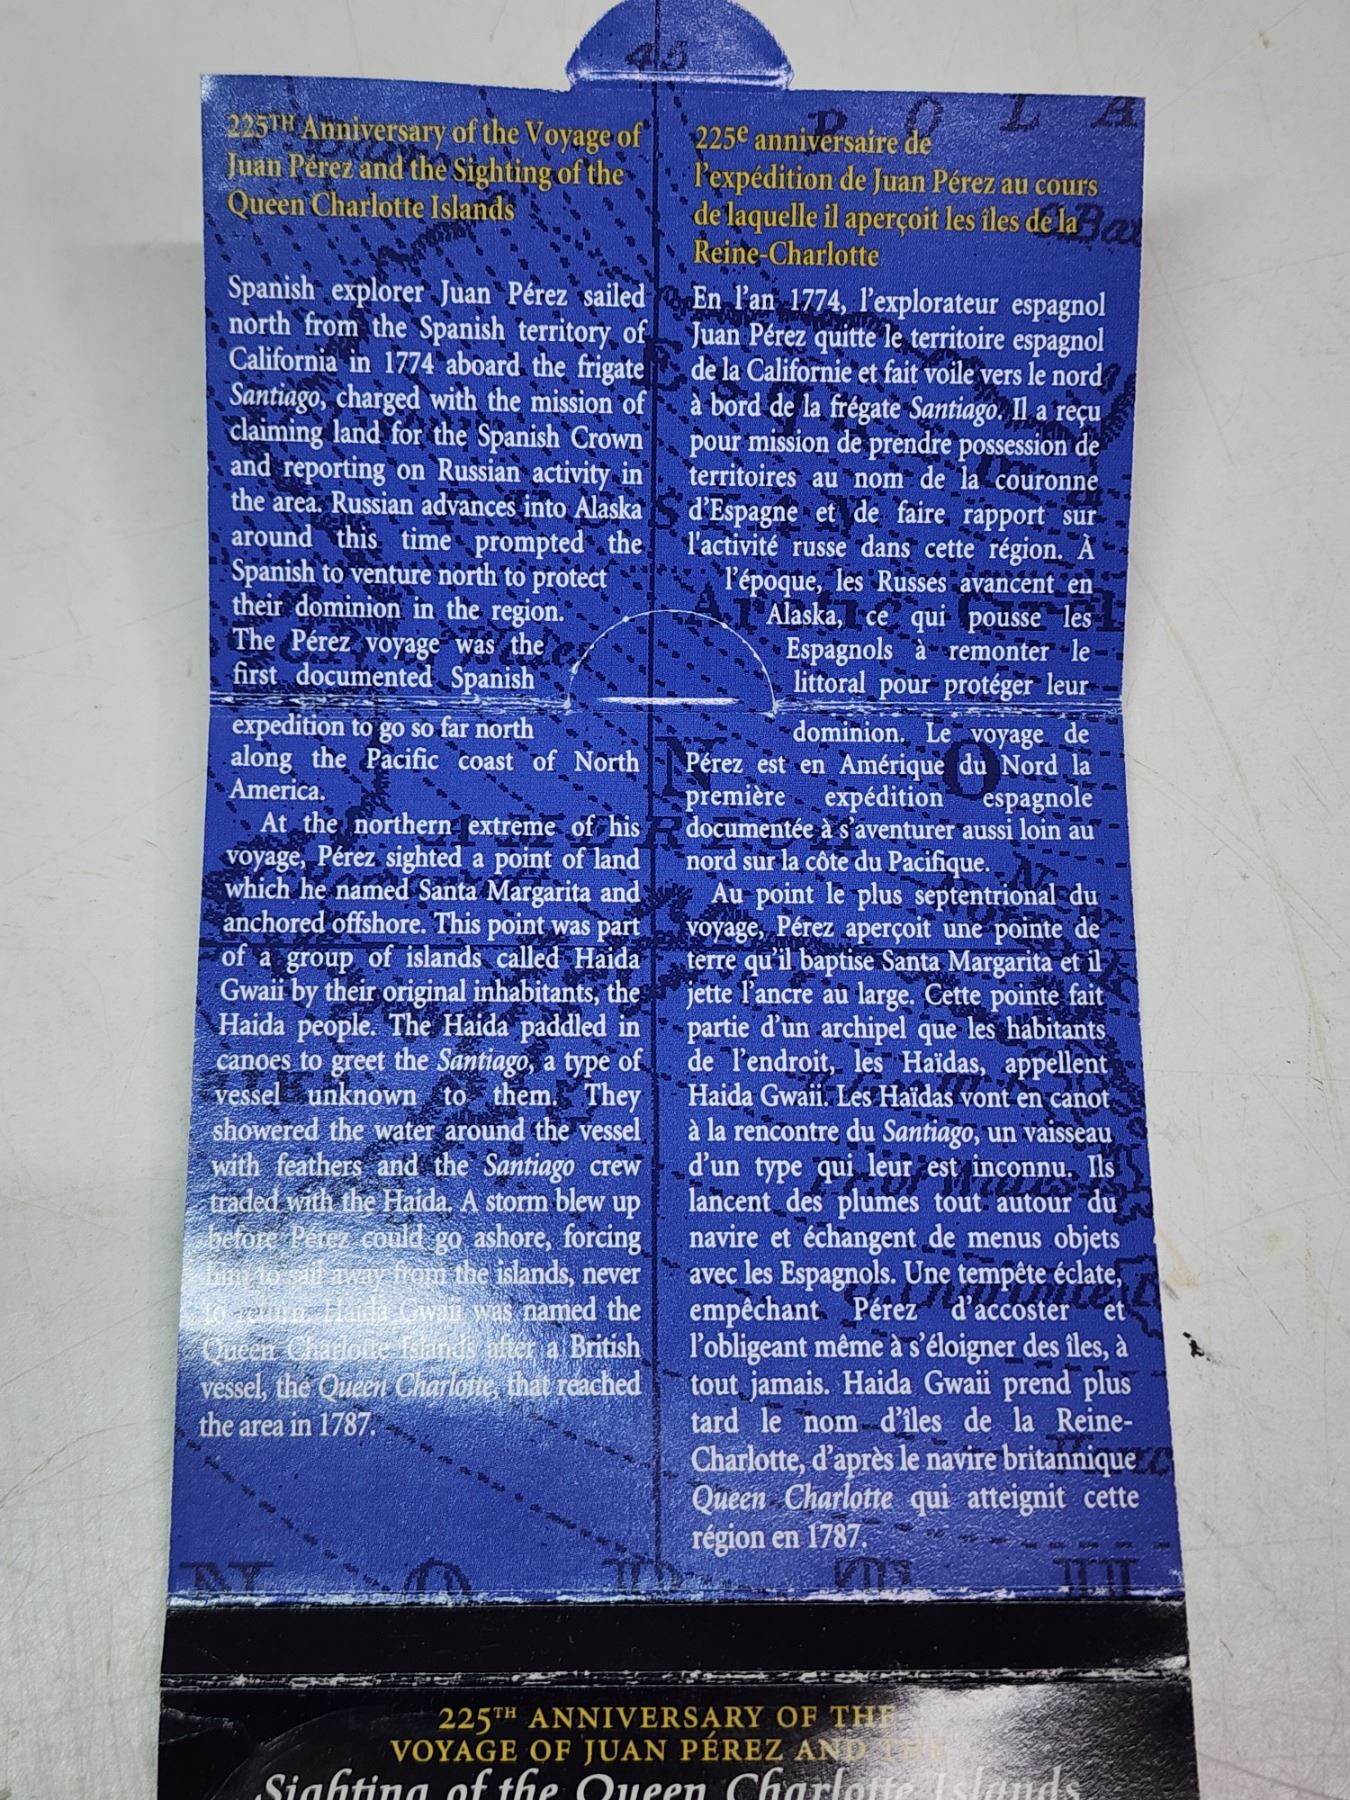 45
P O L A
225TH Anniversary of the Voyage of
Juan Pérez and the Sighting of the
Queen Charlotte Islands
Spanish explorer Juan Pérez sailed
north from the Spanish territory of
California in 1774 aboard the frigate
Santiago, charged with the mission of
claiming land for the Spanish Crown
and reporting on Russian activity in
the area. Russian advances into Alaska
around this time prompted the
Spanish to venture north to protect
their dominion in the region.
The Pérez voyage was the
first documented Spanish
expedition to go so far north
along the Pacific coast of North
America.
At the northern extreme of his
voyage, Pérez sighted a point of land
which he named Santa Margarita and
anchored offshore. This point was part
of a group of islands called Haida
Gwaii by their original inhabitants, the
Haida people. The Haida paddled in
canoes to greet the Santiago, a type of
vessel unknown to them. They
showered the water around the vessel
with feathers and the Santiago crew
traded with the Haida. A storm blew up
before Pérez could go ashore, forcing
him to sail away from the islands, never
to return. Haida Gwaii was named the
Queen Charlotte Islands after a British
vessel, the Queen Charlotte, that reached
the area in 1787.
225e anniversaire de
l'expédition de Juan Pérez au cours
de laquelle il aperçoit les îles de la
Reine-Charlotte
En l'an 1774, l'explorateur espagnol
Juan Pérez quitte le territoire espagnol
de la Californie et fait voile vers le nord
à bord de la frégate Santiago. Il a reçu
pour mission de prendre possession de
territoires au nom de la couronne
d'Espagne et de faire rapport sur
l'activité russe dans cette région. À
l'époque, les Russes avancent en
Alaska, ce qui pousse les
Espagnols à remonter le
littoral pour protéger leur
dominion. Le voyage de
Pérez est en Amérique du Nord la
première expédition espagnole
documentée à s'aventurer aussi loin au
nord sur la côte du Pacifique.
Au point le plus septentrional du
voyage, Pérez aperçoit une pointe de
terre qu'il baptise Santa Margarita et il
jette l'ancre au large. Cette pointe fait
partie d'un archipel que les habitants
de l'endroit, les Haïdas, appellent
Haida Gwaii. Les Haïdas vont en canot
à la rencontre du Santiago, un vaisseau
d'un type qui leur est inconnu. Ils
lancent des plumes tout autour du
navire et échangent de menus objets
avec les Espagnols. Une tempête éclate,
empêchant Pérez d'accoster et
l'obligeant même à s'éloigner des îles, à
tout jamais. Haida Gwaii prend plus
tard le nom d'îles de la Reine-
Charlotte, d'après le navire britannique
Queen Charlotte qui atteignit cette
région en 1787.
N O
225TH ANNIVERSARY OF THE
VOYAGE OF JUAN PÉREZ AND THE
Sighting of the Queen Charlotte Islands